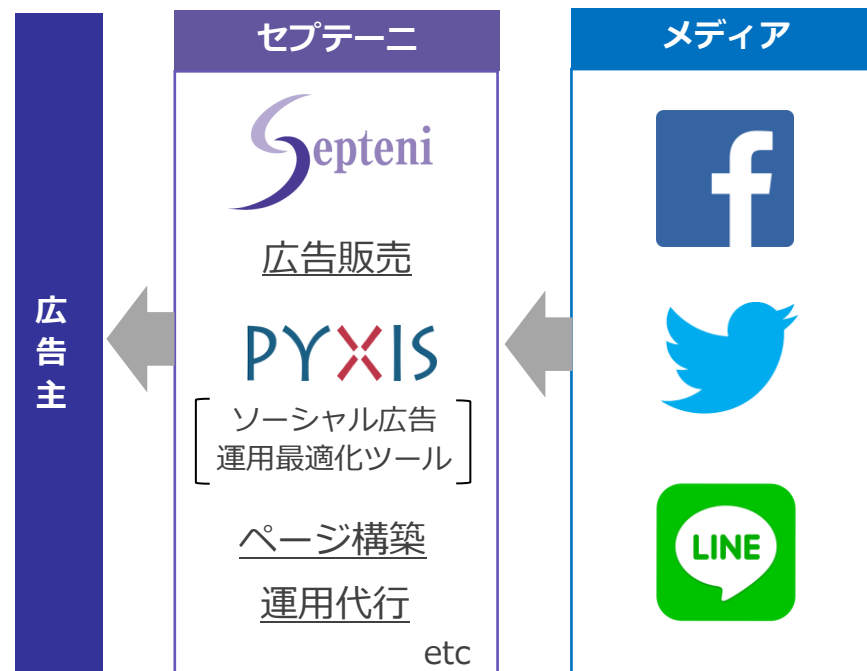 広告主
セプテーニ
Septeni
広告販売
PYXIS
ソーシャル広告
運用最適化ツール
ページ構築
運用代行
etc
メディア
f
LINE